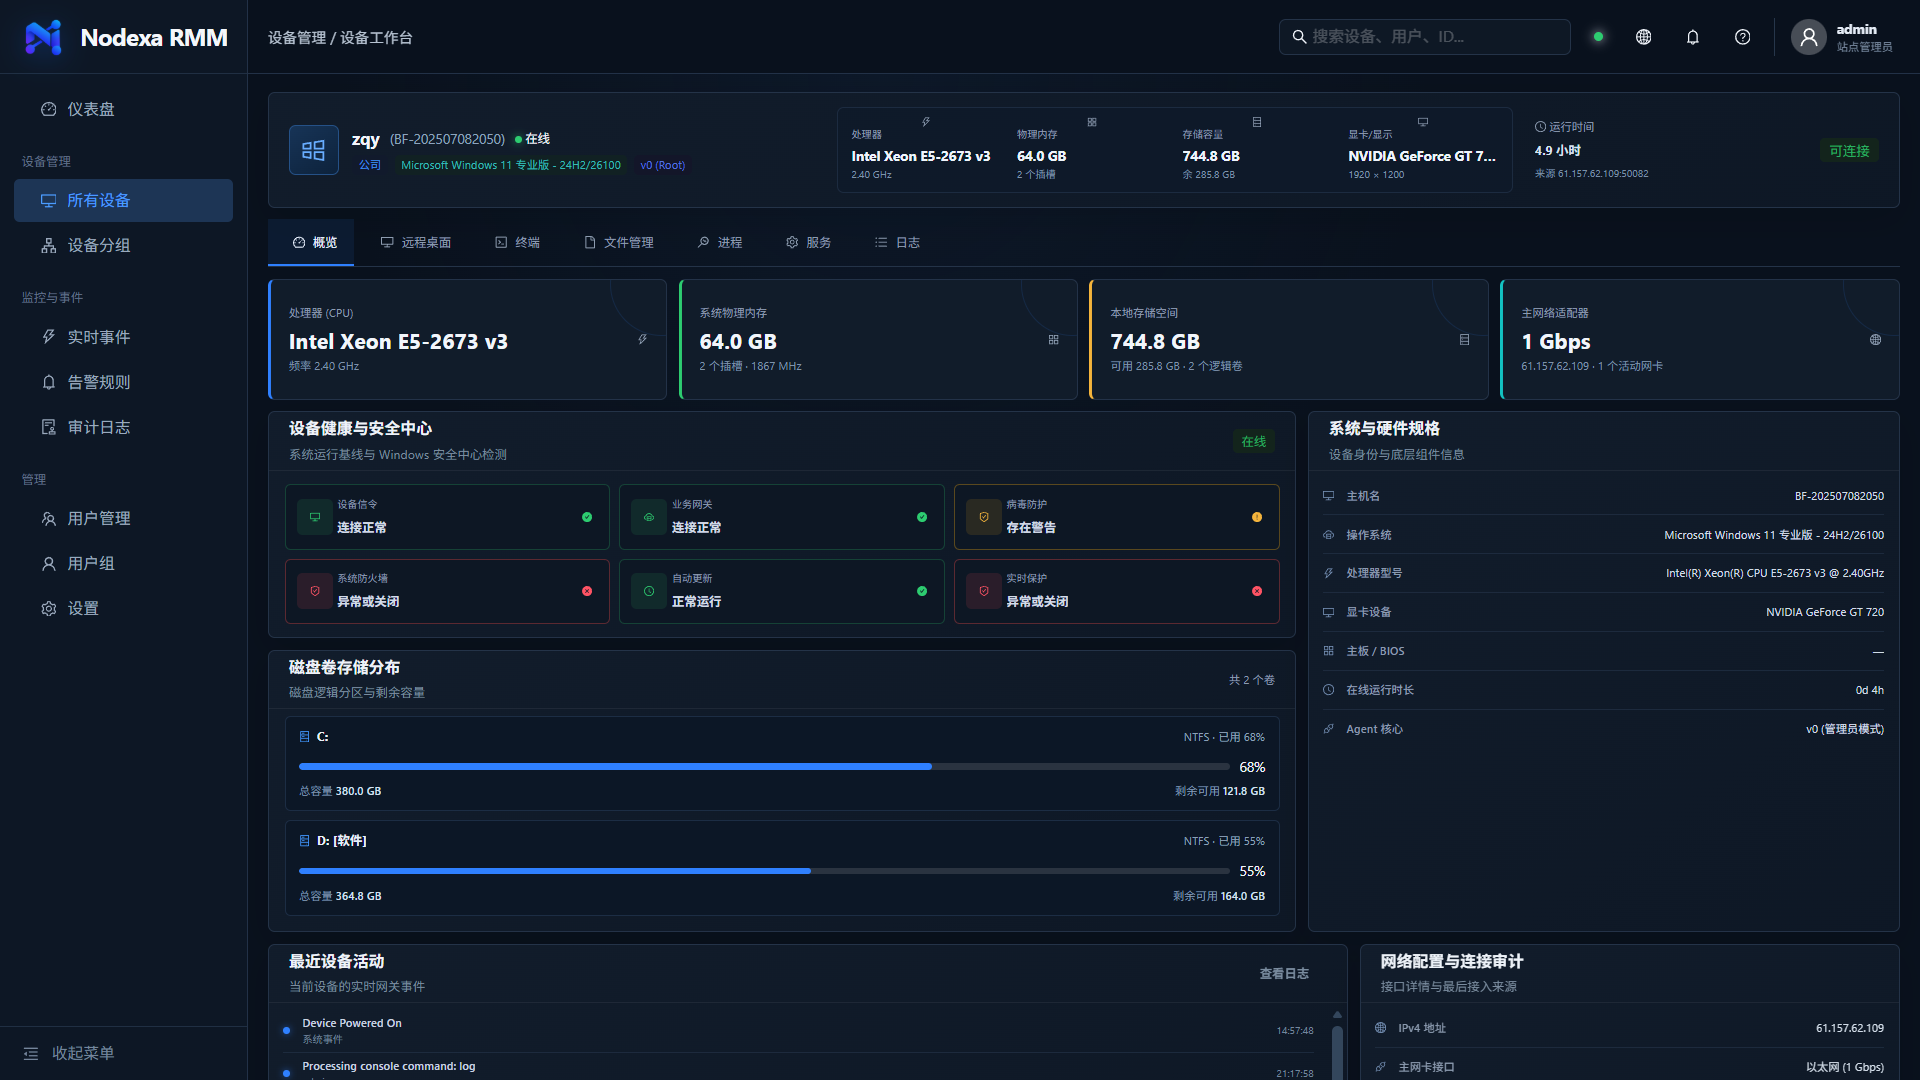 Nodexa RMM
设备管理 / 设备工作台
搜索设备、用户、ID...
admin
站点管理员
仪表盘
设备管理
所有设备
设备分组
监控与事件
实时事件
告警规则
审计日志
管理
用户管理
用户组
设置
收起菜单
zqy (BF-202507082050) 在线
公司 Microsoft Windows 11 专业版 - 24H2/26100 v0 (Root)
处理器
Intel Xeon E5-2673 v3
2.40 GHz
物理内存
64.0 GB
2 个插槽
存储容量
744.8 GB
余 285.8 GB
显卡/显示
NVIDIA GeForce GT 7...
1920 × 1200
运行时间
4.9 小时
来源 61.157.62.109:50082
可连接
概览 远程桌面 终端 文件管理 进程 服务 日志
处理器 (CPU)
Intel Xeon E5-2673 v3
频率 2.40 GHz
系统物理内存
64.0 GB
2 个插槽 · 1867 MHz
本地存储空间
744.8 GB
可用 285.8 GB · 2 个逻辑卷
主网络适配器
1 Gbps
61.157.62.109 · 1 个活动网卡
设备健康与安全中心
系统运行基线与 Windows 安全中心检测
在线
设备信令
连接正常
业务网关
连接正常
病毒防护
存在警告
系统防火墙
异常或关闭
自动更新
正常运行
实时保护
异常或关闭
系统与硬件规格
设备身份与底层组件信息
主机名 BF-202507082050
操作系统 Microsoft Windows 11 专业版 - 24H2/26100
处理器型号 Intel(R) Xeon(R) CPU E5-2673 v3 @ 2.40GHz
显卡设备 NVIDIA GeForce GT 720
主板 / BIOS —
在线运行时长 0d 4h
Agent 核心 v0 (管理员模式)
磁盘卷存储分布
磁盘逻辑分区与剩余容量
共 2 个卷
C: NTFS · 已用 68%
68%
总容量 380.0 GB 剩余可用 121.8 GB
D: [软件] NTFS · 已用 55%
55%
总容量 364.8 GB 剩余可用 164.0 GB
最近设备活动
当前设备的实时网关事件
查看日志
Device Powered On
系统事件
14:57:48
Processing console command: log
21:17:58
网络配置与连接审计
接口详情与最后接入来源
IPv4 地址 61.157.62.109
主网卡接口 以太网 (1 Gbps)